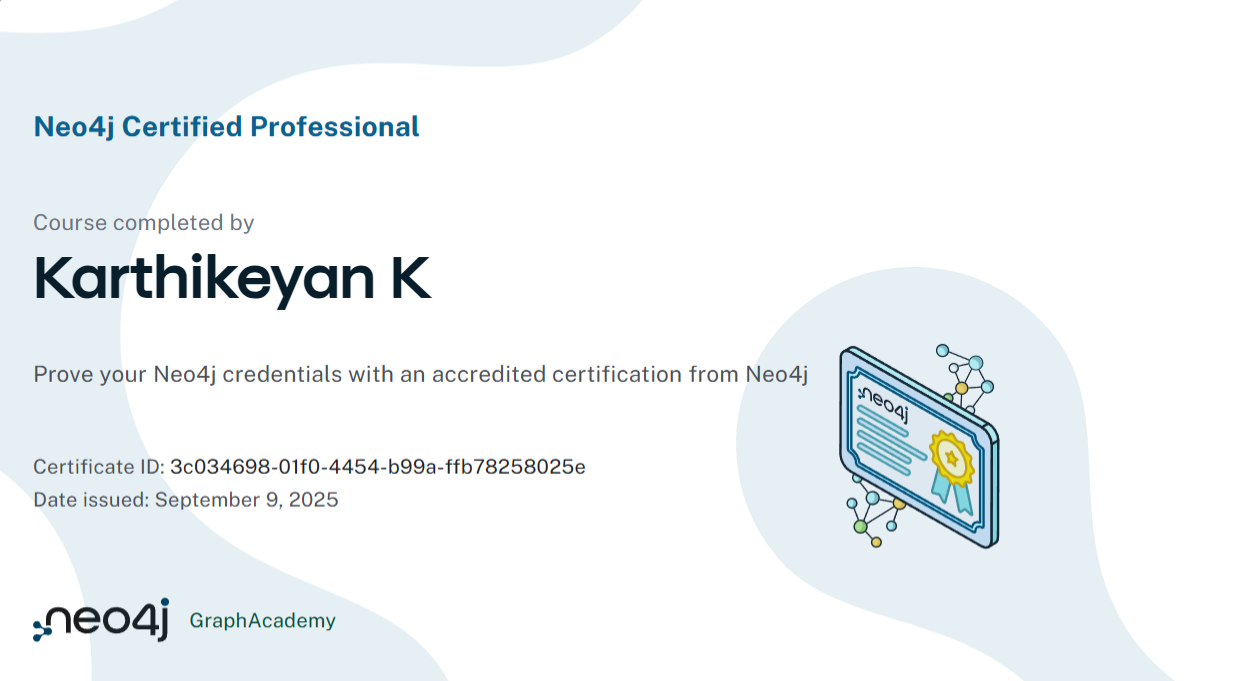 Neo4j Certified Professional
Course completed by
Karthikeyan K
Prove your Neo4j credentials with an accredited certification from Neo4j
neo4j
Certificate ID: 3c034698-01f0-4454-b99a-ffb78258025e
Date issued: September 9, 2025
neo4j GraphAcademy